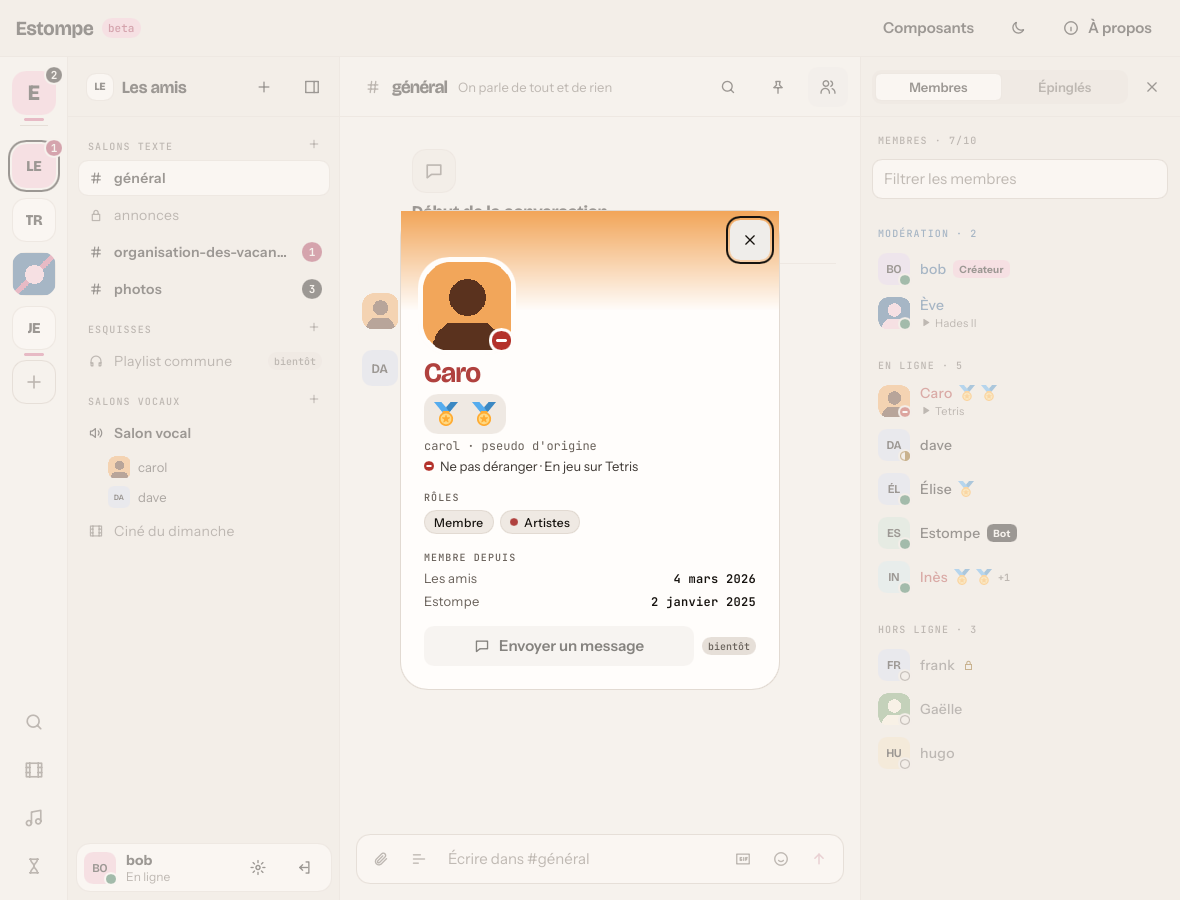 Estompe beta
Composants
À propos
E 2
LE 1
TR
JE
LE Les amis
SALONS TEXTE
général
annonces
organisation-des-vacan... 1
photos 3
ESQUISSES
Playlist commune bientôt
SALONS VOCAUX
Salon vocal
carol
DA dave
Ciné du dimanche
BO bob
En ligne
# général On parle de tout et de rien
Début de la conversation
DA
Caro
carol · pseudo d'origine
Ne pas déranger · En jeu sur Tetris
RÔLES
Membre Artistes
MEMBRE DEPUIS
Les amis 4 mars 2026
Estompe 2 janvier 2025
Envoyer un message bientôt
GIF
Écrire dans #général
Membres Épinglés
MEMBRES · 7/10
Filtrer les membres
MODÉRATION · 2
BO bob Créateur
Ève
Hades II
EN LIGNE · 5
Caro
Tetris
DA dave
ÉL Élise
ES Estompe Bot
IN Inès +1
HORS LIGNE · 3
FR frank
Gaëlle
HU hugo